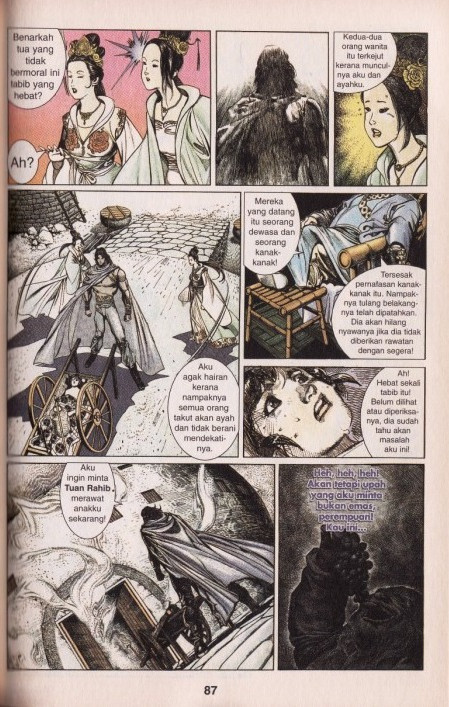 Benarkah
tua yang
tidak
bermoral ini
tabib yang
hebat?
Ah?
Kedua-dua
orang wanita
itu terkejut
kerana muncul-
nya aku dan
ayahku.
Mereka
yang datang
itu seorang
dewasa dan
seorang
kanak-
kanak!
Tersesak
pernafasan kanak-
kanak itu. Nampak-
nya tulang belakang-
nya telah dipatahkan.
Dia akan hilang
nyawanya jika dia tidak
diberikan rawatan
dengan segera!
Aku
agak hairan
kerana
nampaknya
semua orang
takut akan ayah
dan tidak berani
mendekati-
nya.
Ah!
Hebat sekali
tabib itu!
Belum dilihat
atau diperiksa-
nya, dia sudah
tahu akan
masalah
aku ini!
Aku
ingin minta
Tuan Rahib
merawat
anakku
sekarang!
Heh, heh, heh!
Akan tetapi upah
yang aku minta
bukan emas,
perempuan!
Kau ini...
87